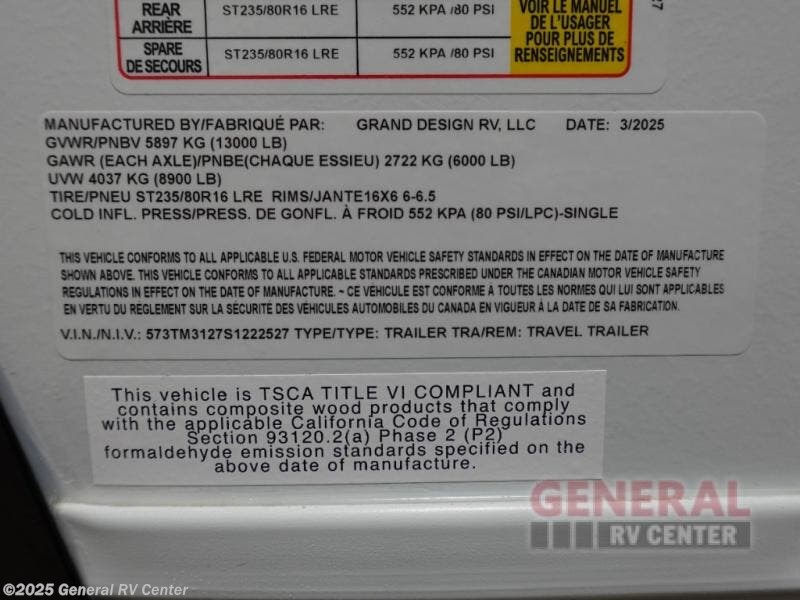 REAR ST235/80R16 LRE 552 KPA /80 PSI VOIR LE MANUEL
ARRIÈRE DE L'USAGER
POUR PLUS DE
SPARE ST235/80R16 LRE 552 KPA /80 PSI RENSEIGNEMENTS
DE SECOURS
MANUFACTURED BY/FABRIQUÉ PAR: GRAND DESIGN RV, LLC DATE: 3/2025
GVWR/PNBV 5897 KG (13000 LB)
GAWR (EACH AXLE)/PNBE(CHAQUE ESSIEU) 2722 KG (6000 LB)
UVW 4037 KG (8900 LB)
TIRE/PNEU ST235/80R16 LRE RIMS/JANTE16X6 6-6.5
COLD INFL. PRESS/PRESS. DE GONFL. À FROID 552 KPA (80 PSI/LPC)-SINGLE
THIS VEHICLE CONFORMS TO ALL APPLICABLE U.S. FEDERAL MOTOR VEHICLE SAFETY STANDARDS IN EFFECT ON THE DATE OF MANUFACTURE
SHOWN ABOVE. THIS VEHICLE CONFORMS TO ALL APPLICABLE STANDARDS PRESCRIBED UNDER THE CANADIAN MOTOR VEHICLE SAFETY
REGULATIONS IN EFFECT ON THE DATE OF MANUFACTURE. ~ CE VÉHICULE EST CONFORME À TOUTES LES NORMES QUI LUI SONT APPLICABLES
EN VERTU DU RÈGLEMENT SUR LA SÉCURITÉ DES VÉHICULES AUTOMOBILES DU CANADA EN VIGUEUR À LA DATE DE SA FABRICATION.
V.I.N./N.I.V.: 573TM3127S1222527 TYPE/TYPE: TRAILER TRA/REM: TRAVEL TRAILER
This vehicle is TSCA TITLE VI COMPLIANT and
contains composite wood products that comply
with the applicable California Code of Regulations
Section 93120.2(a) Phase 2 (P2)
formaldehyde emission standards specified on the
above date of manufacture.
GENERAL
RV CENTER
©2025 General RV Center